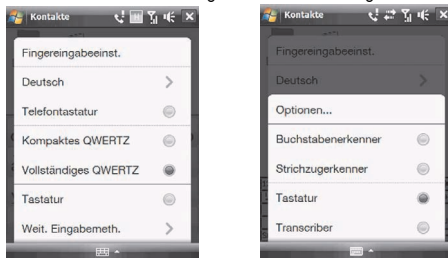 Kontakte
Fingereingabeeinst.
Deutsch
Telefontastatur
Kompaktes QWERTZ
Vollständiges QWERTZ
Tastatur
Weit. Eingabemeth.
Kontakte
Fingereingabeeinst.
Deutsch
Optionen...
Buchstabenerkenner
Strichzugerkenner
Tastatur
Transcriber